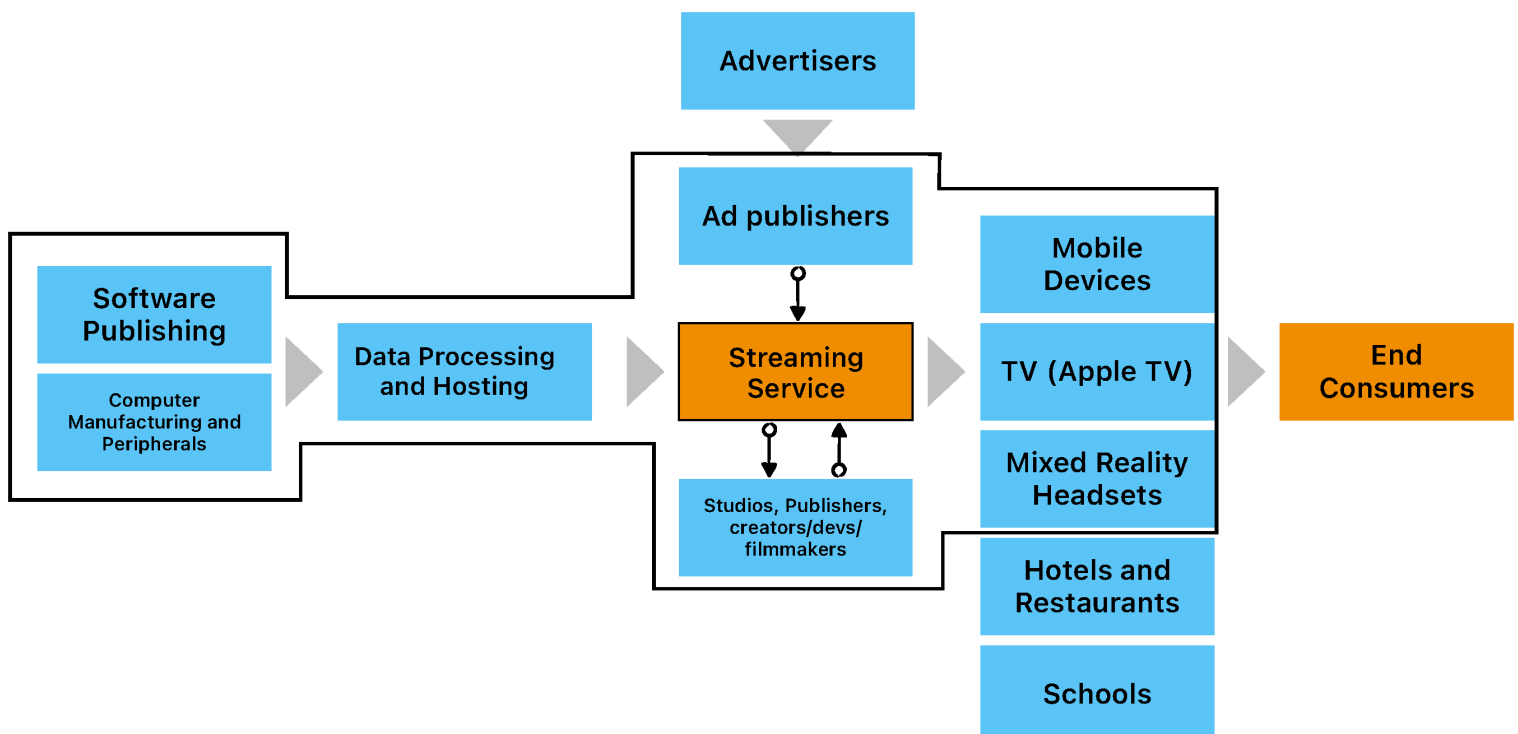 Advertisers
Ad publishers
Software
Publishing
Computer
Manufacturing and
Peripherals
Data Processing
and Hosting
Streaming
Service
Studios, Publishers,
creators/devs/
filmmakers
Mobile
Devices
TV (Apple TV)
Mixed Reality
Headsets
Hotels and
Restaurants
Schools
End
Consumers